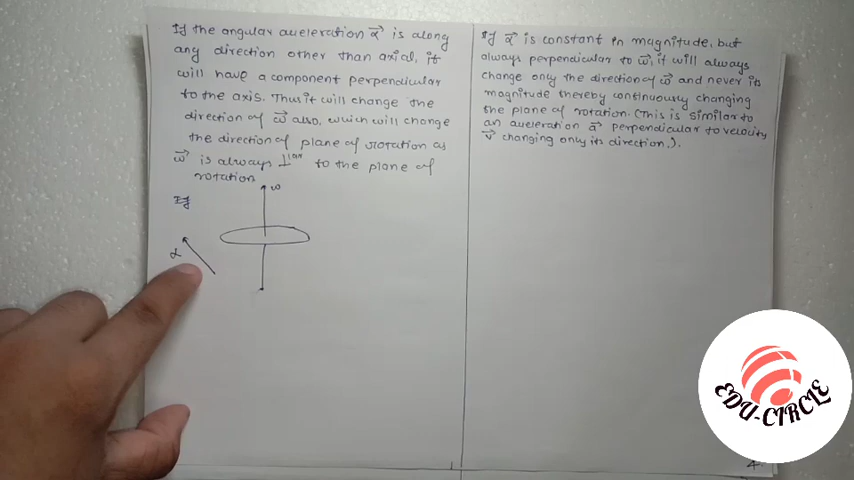 If the angular acceleration α⃗ is along
any direction other than axial, it
will have a component perpendicular
to the axis. Thus it will change the
direction of ω⃗ also, which will change
the direction of plane of rotation as
ω⃗ is always ⊥lar to the plane of
rotation
If
ω
α
If α⃗ is constant in magnitude, but
always perpendicular to ω⃗, it will always
change only the direction of ω⃗ and never its
magnitude thereby continuously changing
the plane of rotation. (This is similar to
an acceleration a⃗ perpendicular to velocity
v⃗ changing only its direction.).
EDU-CIRCLE
4